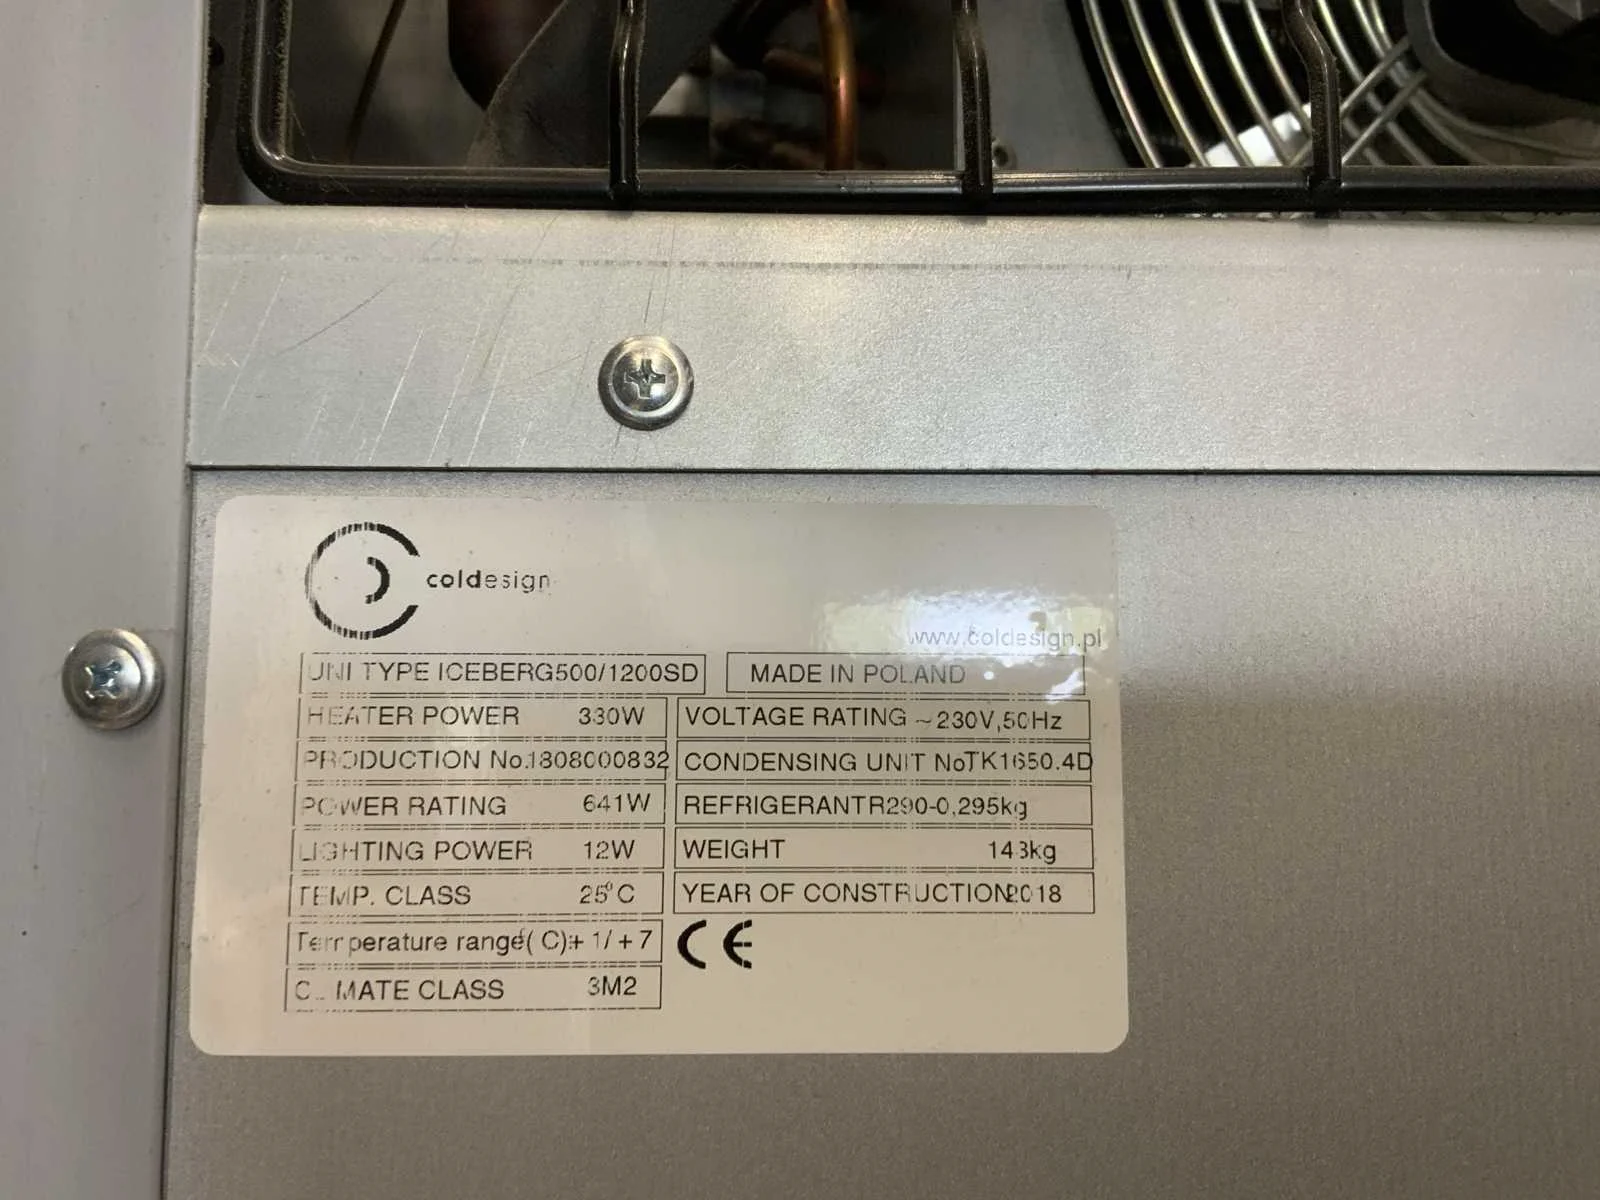 coldesign
www.coldesign.pl
UNI TYPE ICEBERG500/1200SD
MADE IN POLAND
HEATER POWER 330W
VOLTAGE RATING ~230V,50Hz
PRODUCTION No.1808000832
CONDENSING UNIT NoTK1650.4D
POWER RATING 641W
REFRIGERANTR290-0,295kg
LIGHTING POWER 12W
WEIGHT 143kg
TEMP. CLASS 25°C
YEAR OF CONSTRUCTION2018
Temperature range(°C):+1/+7
CE
CLIMATE CLASS 3M2